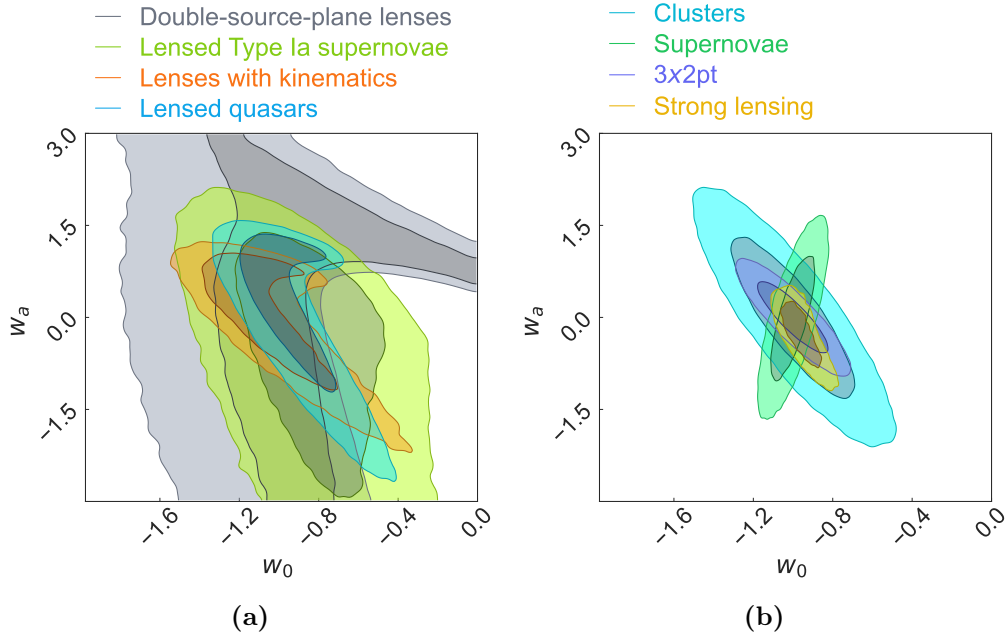 Double-source-plane lenses
Lensed Type Ia supernovae
Lenses with kinematics
Lensed quasars
3.0
1.5
0.0
−1.5
w_a
−1.6
−1.2
−0.8
−0.4
0.0
w_0
(a)
Clusters
Supernovae
3x2pt
Strong lensing
3.0
1.5
0.0
−1.5
w_a
−1.6
−1.2
−0.8
−0.4
0.0
w_0
(b)